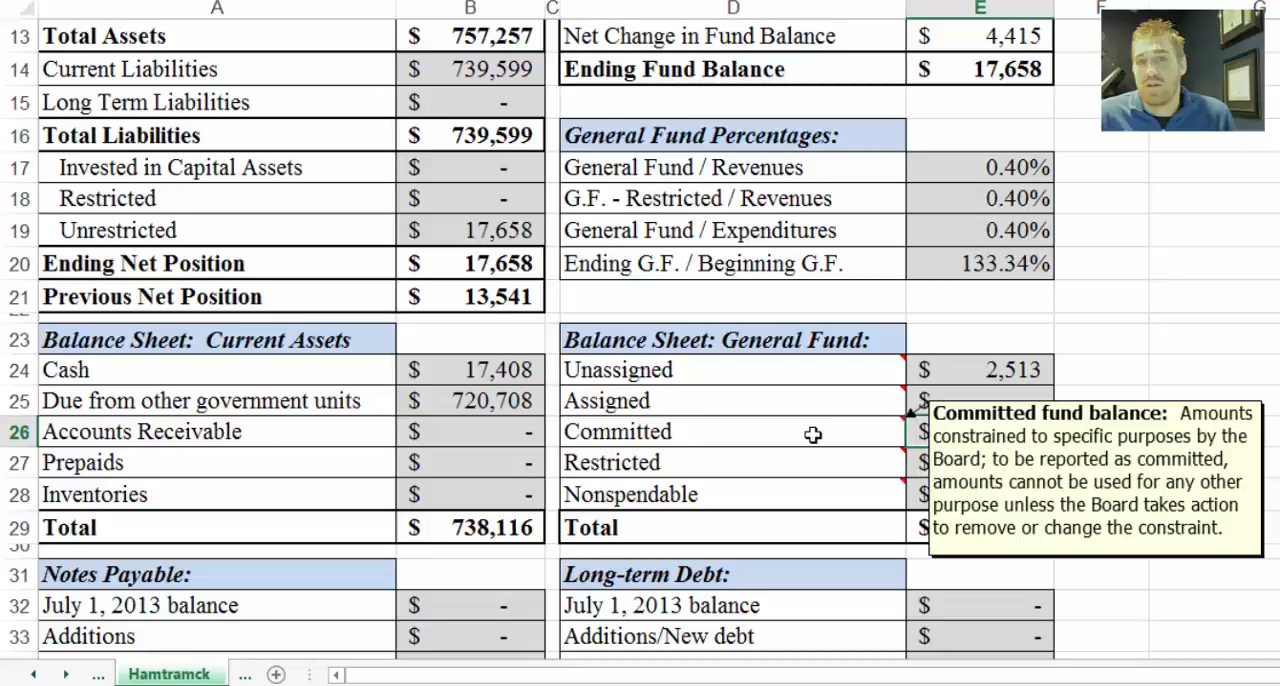 A B C D E F G
13 Total Assets $ 757,257 Net Change in Fund Balance $ 4,415
14 Current Liabilities $ 739,599 Ending Fund Balance $ 17,658
15 Long Term Liabilities $ -
16 Total Liabilities $ 739,599 General Fund Percentages:
17 Invested in Capital Assets $ - General Fund / Revenues 0.40%
18 Restricted $ - G.F. - Restricted / Revenues 0.40%
19 Unrestricted $ 17,658 General Fund / Expenditures 0.40%
20 Ending Net Position $ 17,658 Ending G.F. / Beginning G.F. 133.34%
21 Previous Net Position $ 13,541
23 Balance Sheet: Current Assets Balance Sheet: General Fund:
24 Cash $ 17,408 Unassigned $ 2,513
25 Due from other government units $ 720,708 Assigned $
26 Accounts Receivable $ - Committed $
27 Prepaids $ - Restricted $
28 Inventories $ - Nonspendable $
29 Total $ 738,116 Total $
Committed fund balance: Amounts
constrained to specific purposes by the
Board; to be reported as committed,
amounts cannot be used for any other
purpose unless the Board takes action
to remove or change the constraint.
31 Notes Payable: Long-term Debt:
32 July 1, 2013 balance $ - July 1, 2013 balance $ -
33 Additions $ - Additions/New debt $ -
... Hamtramck ...